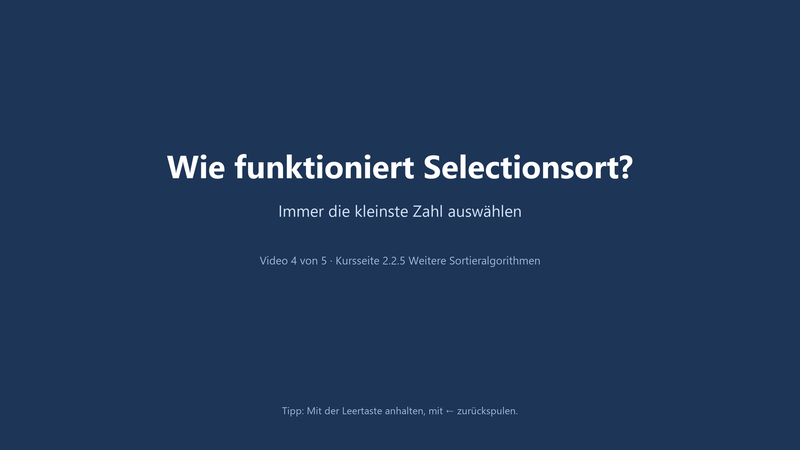 Wie funktioniert Selectionsort?
Immer die kleinste Zahl auswählen
Video 4 von 5 · Kursseite 2.2.5 Weitere Sortieralgorithmen
Tipp: Mit der Leertaste anhalten, mit ← zurückspulen.